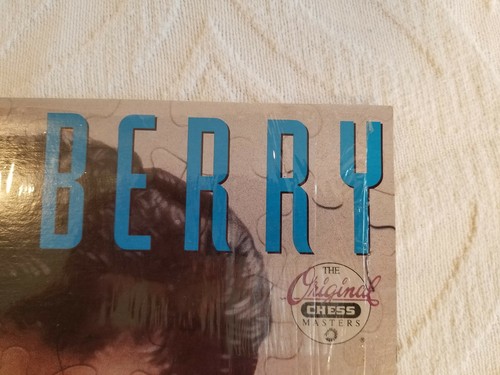 BERRY
THE
Original
CHESS
MASTERS
®